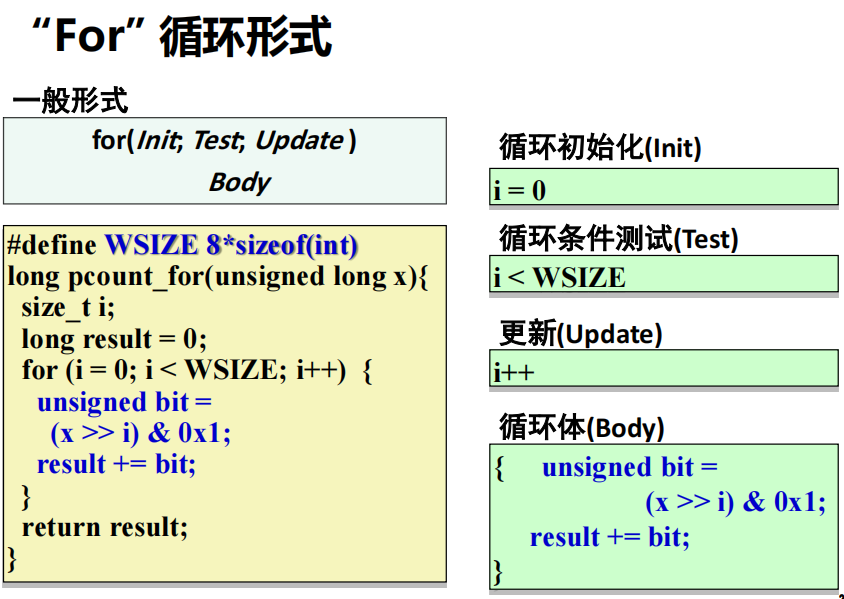 “For” 循环形式
一般形式
for(Init; Test; Update )
Body
#define WSIZE 8*sizeof(int)
long pcount_for(unsigned long x){
size_t i;
long result = 0;
for (i = 0; i < WSIZE; i++) {
unsigned bit =
(x >> i) & 0x1;
result += bit;
}
return result;
}
循环初始化(Init)
i = 0
循环条件测试(Test)
i < WSIZE
更新(Update)
i++
循环体(Body)
{ unsigned bit =
(x >> i) & 0x1;
result += bit;
}